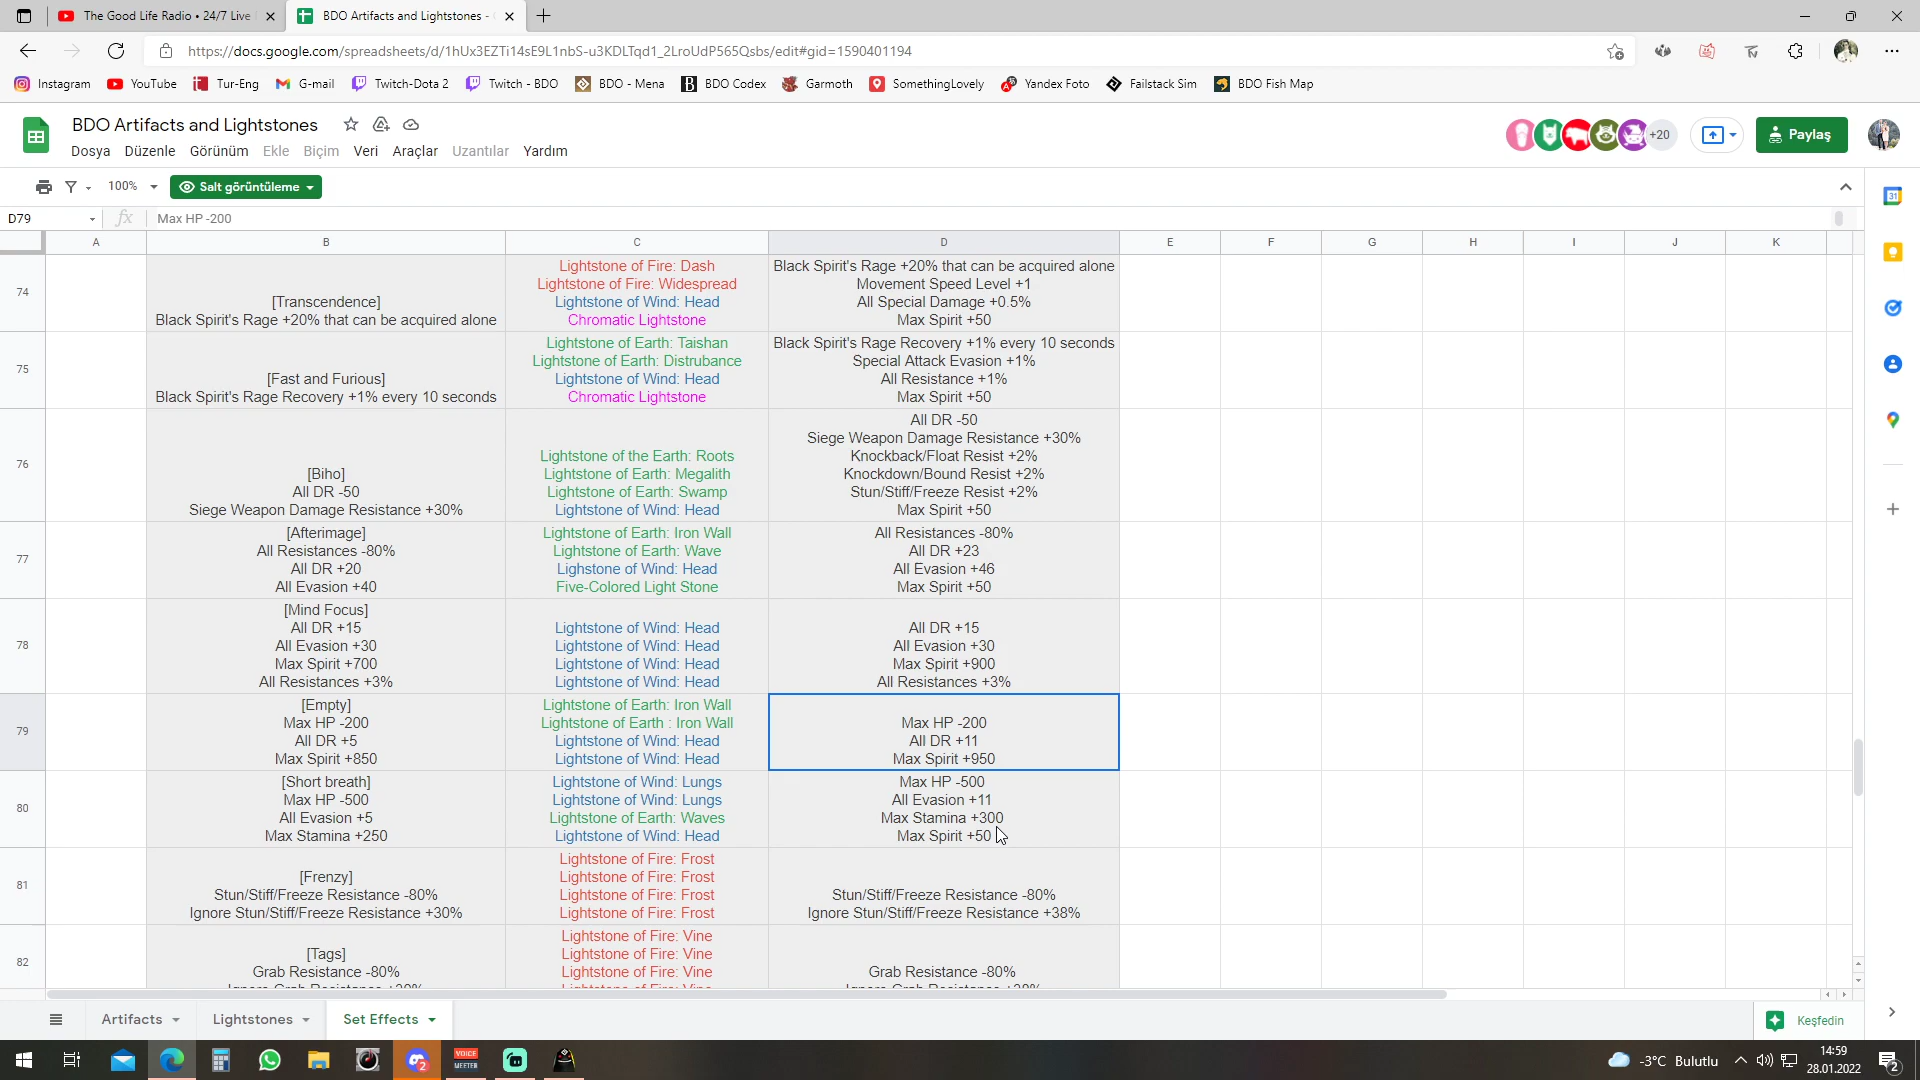 The Good Life Radio • 24/7 Live
BDO Artifacts and Lightstones -
https://docs.google.com/spreadsheets/d/1hUx3EZTi14sE9L1nbS-u3KDLTqd1_2LroUdP565Qsbs/edit#gid=1590401194
Instagram YouTube Tur-Eng G-mail Twitch-Dota 2 Twitch - BDO BDO - Mena BDO Codex Garmoth SomethingLovely Yandex Foto Failstack Sim BDO Fish Map
BDO Artifacts and Lightstones
+20
Paylaş
Dosya Düzenle Görünüm Ekle Biçim Veri Araçlar Uzantılar Yardım
100% Salt görüntüleme
D79 fx Max HP -200
A B C D E F G H I J K
74
[Transcendence]
Black Spirit's Rage +20% that can be acquired alone
Lightstone of Fire: Dash
Lightstone of Fire: Widespread
Lightstone of Wind: Head
Chromatic Lightstone
Black Spirit's Rage +20% that can be acquired alone
Movement Speed Level +1
All Special Damage +0.5%
Max Spirit +50
75
[Fast and Furious]
Black Spirit's Rage Recovery +1% every 10 seconds
Lightstone of Earth: Taishan
Lightstone of Earth: Distrubance
Lightstone of Wind: Head
Chromatic Lightstone
Black Spirit's Rage Recovery +1% every 10 seconds
Special Attack Evasion +1%
All Resistance +1%
Max Spirit +50
76
[Biho]
All DR -50
Siege Weapon Damage Resistance +30%
Lightstone of the Earth: Roots
Lightstone of Earth: Megalith
Lightstone of Earth: Swamp
Lightstone of Wind: Head
All DR -50
Siege Weapon Damage Resistance +30%
Knockback/Float Resist +2%
Knockdown/Bound Resist +2%
Stun/Stiff/Freeze Resist +2%
Max Spirit +50
77
[Afterimage]
All Resistances -80%
All DR +20
All Evasion +40
Lightstone of Earth: Iron Wall
Lightstone of Earth: Wave
Lighstone of Wind: Head
Five-Colored Light Stone
All Resistances -80%
All DR +23
All Evasion +46
Max Spirit +50
78
[Mind Focus]
All DR +15
All Evasion +30
Max Spirit +700
All Resistances +3%
Lightstone of Wind: Head
Lightstone of Wind: Head
Lightstone of Wind: Head
Lightstone of Wind: Head
All DR +15
All Evasion +30
Max Spirit +900
All Resistances +3%
79
[Empty]
Max HP -200
All DR +5
Max Spirit +850
Lightstone of Earth: Iron Wall
Lightstone of Earth : Iron Wall
Lightstone of Wind: Head
Lightstone of Wind: Head
Max HP -200
All DR +11
Max Spirit +950
80
[Short breath]
Max HP -500
All Evasion +5
Max Stamina +250
Lightstone of Wind: Lungs
Lightstone of Wind: Lungs
Lightstone of Earth: Waves
Lightstone of Wind: Head
Max HP -500
All Evasion +11
Max Stamina +300
Max Spirit +50
81
[Frenzy]
Stun/Stiff/Freeze Resistance -80%
Ignore Stun/Stiff/Freeze Resistance +30%
Lightstone of Fire: Frost
Lightstone of Fire: Frost
Lightstone of Fire: Frost
Lightstone of Fire: Frost
Stun/Stiff/Freeze Resistance -80%
Ignore Stun/Stiff/Freeze Resistance +38%
82
[Tags]
Grab Resistance -80%
Lightstone of Fire: Vine
Lightstone of Fire: Vine
Lightstone of Fire: Vine
Grab Resistance -80%
Artifacts Lightstones Set Effects
Keşfedin
VOICE
MEETER
-3°C Bulutlu
14:59
28.01.2022